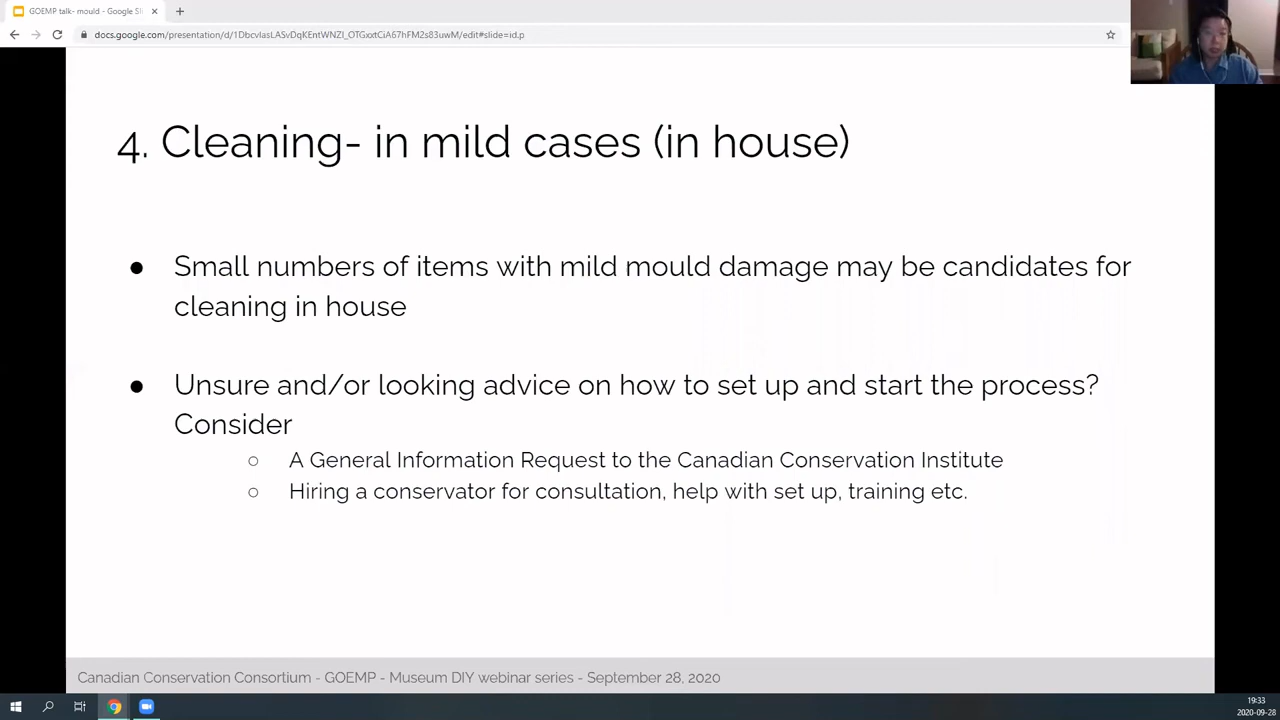 GOEMP talk- mould - Google Sli
docs.google.com/presentation/d/1DbcvIasLASvDqKEntWNZI_OTGxxtCiA67hFM2s83uwM/edit#slide=id.p
4. Cleaning- in mild cases (in house)
● Small numbers of items with mild mould damage may be candidates for
cleaning in house
● Unsure and/or looking advice on how to set up and start the process?
Consider
○ A General Information Request to the Canadian Conservation Institute
○ Hiring a conservator for consultation, help with set up, training etc.
Canadian Conservation Consortium - GOEMP - Museum DIY webinar series - September 28, 2020
19:33
2020-09-28